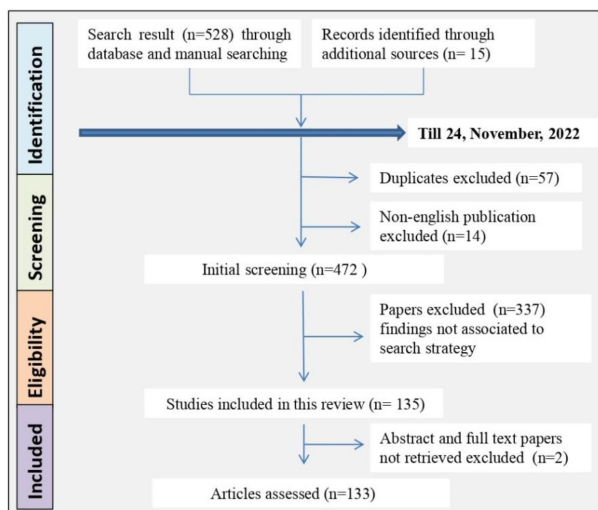 Search result (n=528) through
database and manual searching
Records identified through
additional sources (n= 15)
Identification
Till 24, November, 2022
Duplicates excluded (n=57)
Non-english publication
excluded (n=14)
Screening
Initial screening (n=472 )
Papers excluded (n=337)
findings not associated to
search strategy
Eligibility
Studies included in this review (n= 135)
Abstract and full text papers
not retrieved excluded (n=2)
Included
Articles assessed (n=133)